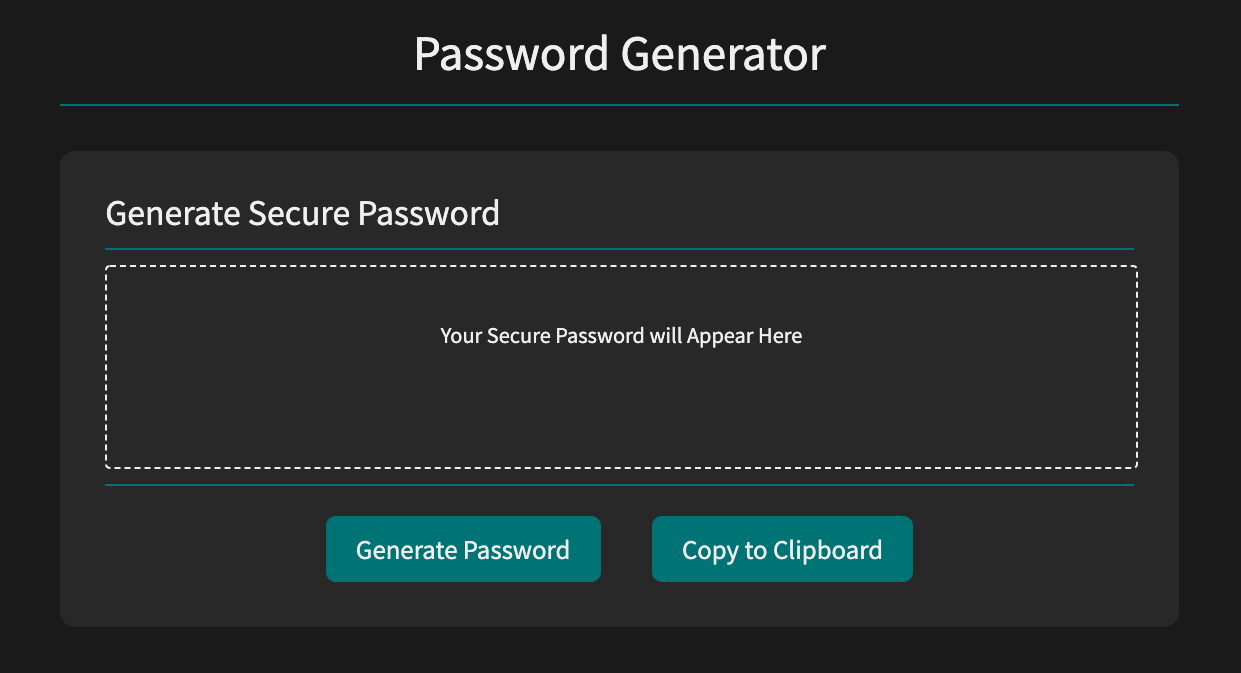 Password Generator
Generate Secure Password
Your Secure Password will Appear Here
Generate Password
Copy to Clipboard